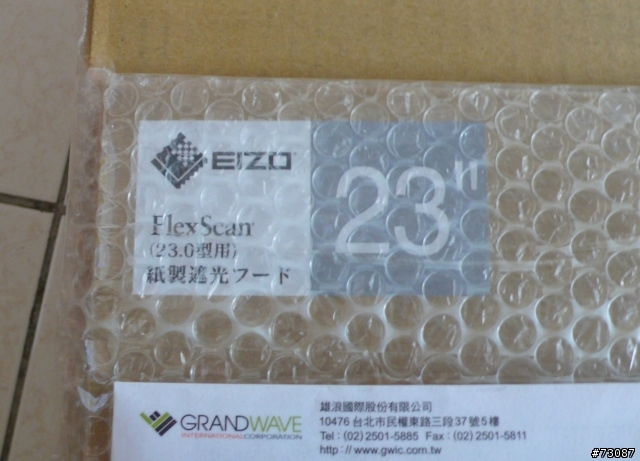 EIZO
FlexScan
(23.0型用)
紙製遮光フード
23"
GRANDWAVE
INTERNATIONAL CORPORATION
雄浪國際股份有限公司
10476 台北市民權東路三段37號5樓
Tel : (02) 2501-5885 Fax : (02) 2501-5811
http : // www.gwic.com.tw
#73087